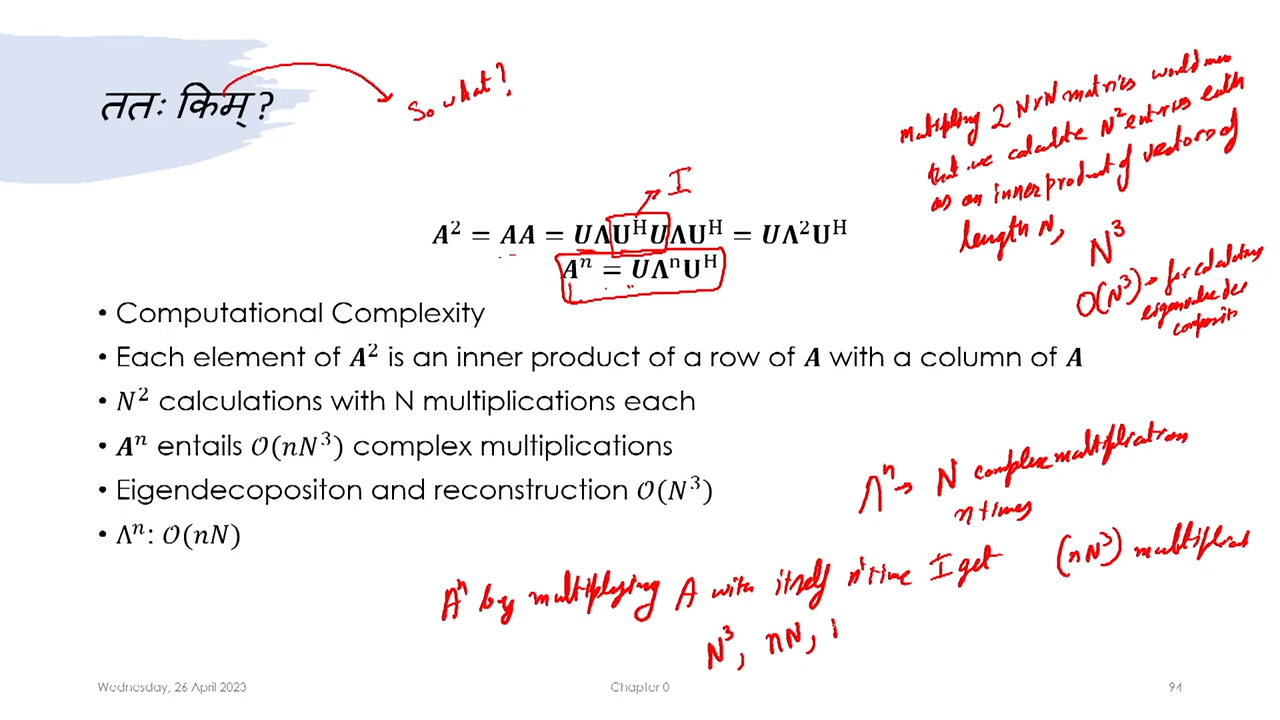 ततः किम् ?
So what?
I
𝑨² = 𝑨𝑨 = 𝑼𝚲𝐔ᴴ𝑼𝚲𝐔ᴴ = 𝑼𝚲²𝐔ᴴ
𝑨ⁿ = 𝑼𝚲ⁿ𝐔ᴴ
multiplying 2 N×N matrices would mean
that we calculate N² entries each
as an inner product of vectors of
length N,
N³
O(N³) → for calculating
eigenvalue de
• Computational Complexity
• Each element of 𝑨² is an inner product of a row of 𝑨 with a column of 𝑨
• 𝑁² calculations with N multiplications each
• 𝑨ⁿ entails 𝒪(𝑛𝑁³) complex multiplications
• Eigendecopositon and reconstruction 𝒪(𝑁³)
• Λⁿ: 𝒪(𝑛𝑁)
Λⁿ → N complex multiplication
n times
Aⁿ by multiplying A with itself n time I get (nN³)
N³, nN,
Wednesday, 26 April 2023
Chapter 0
94